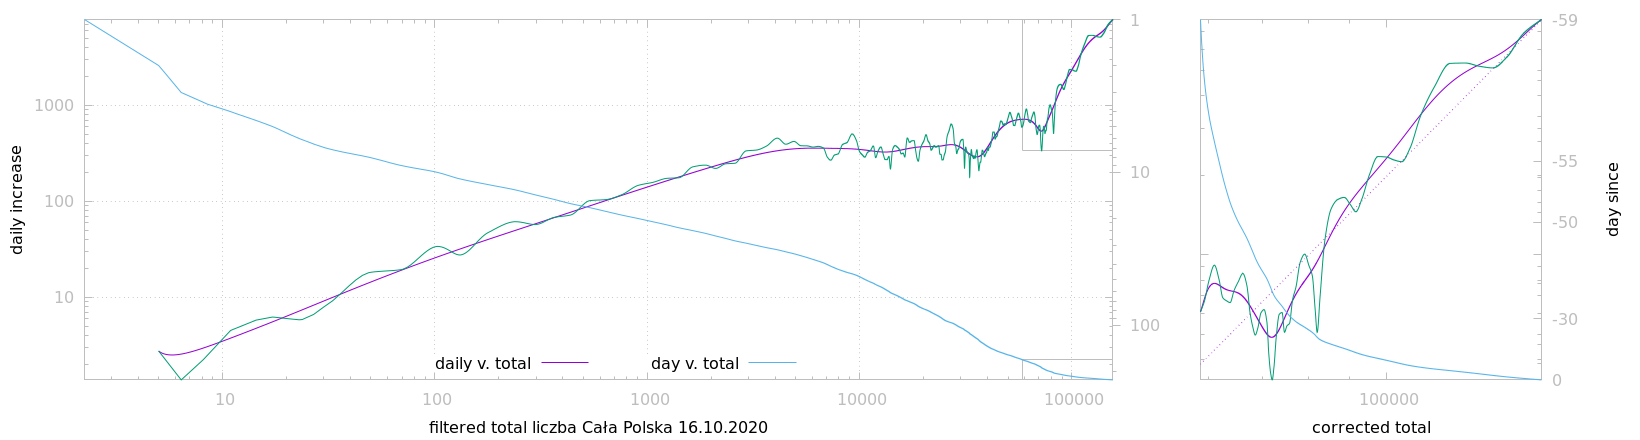 1 -59
1000
daily increase
10 -55
-50
day since
100
10
-30
100
daily v. total day v. total
0
10 100 1000 10000 100000 100000
filtered total liczba Cała Polska 16.10.2020 corrected total